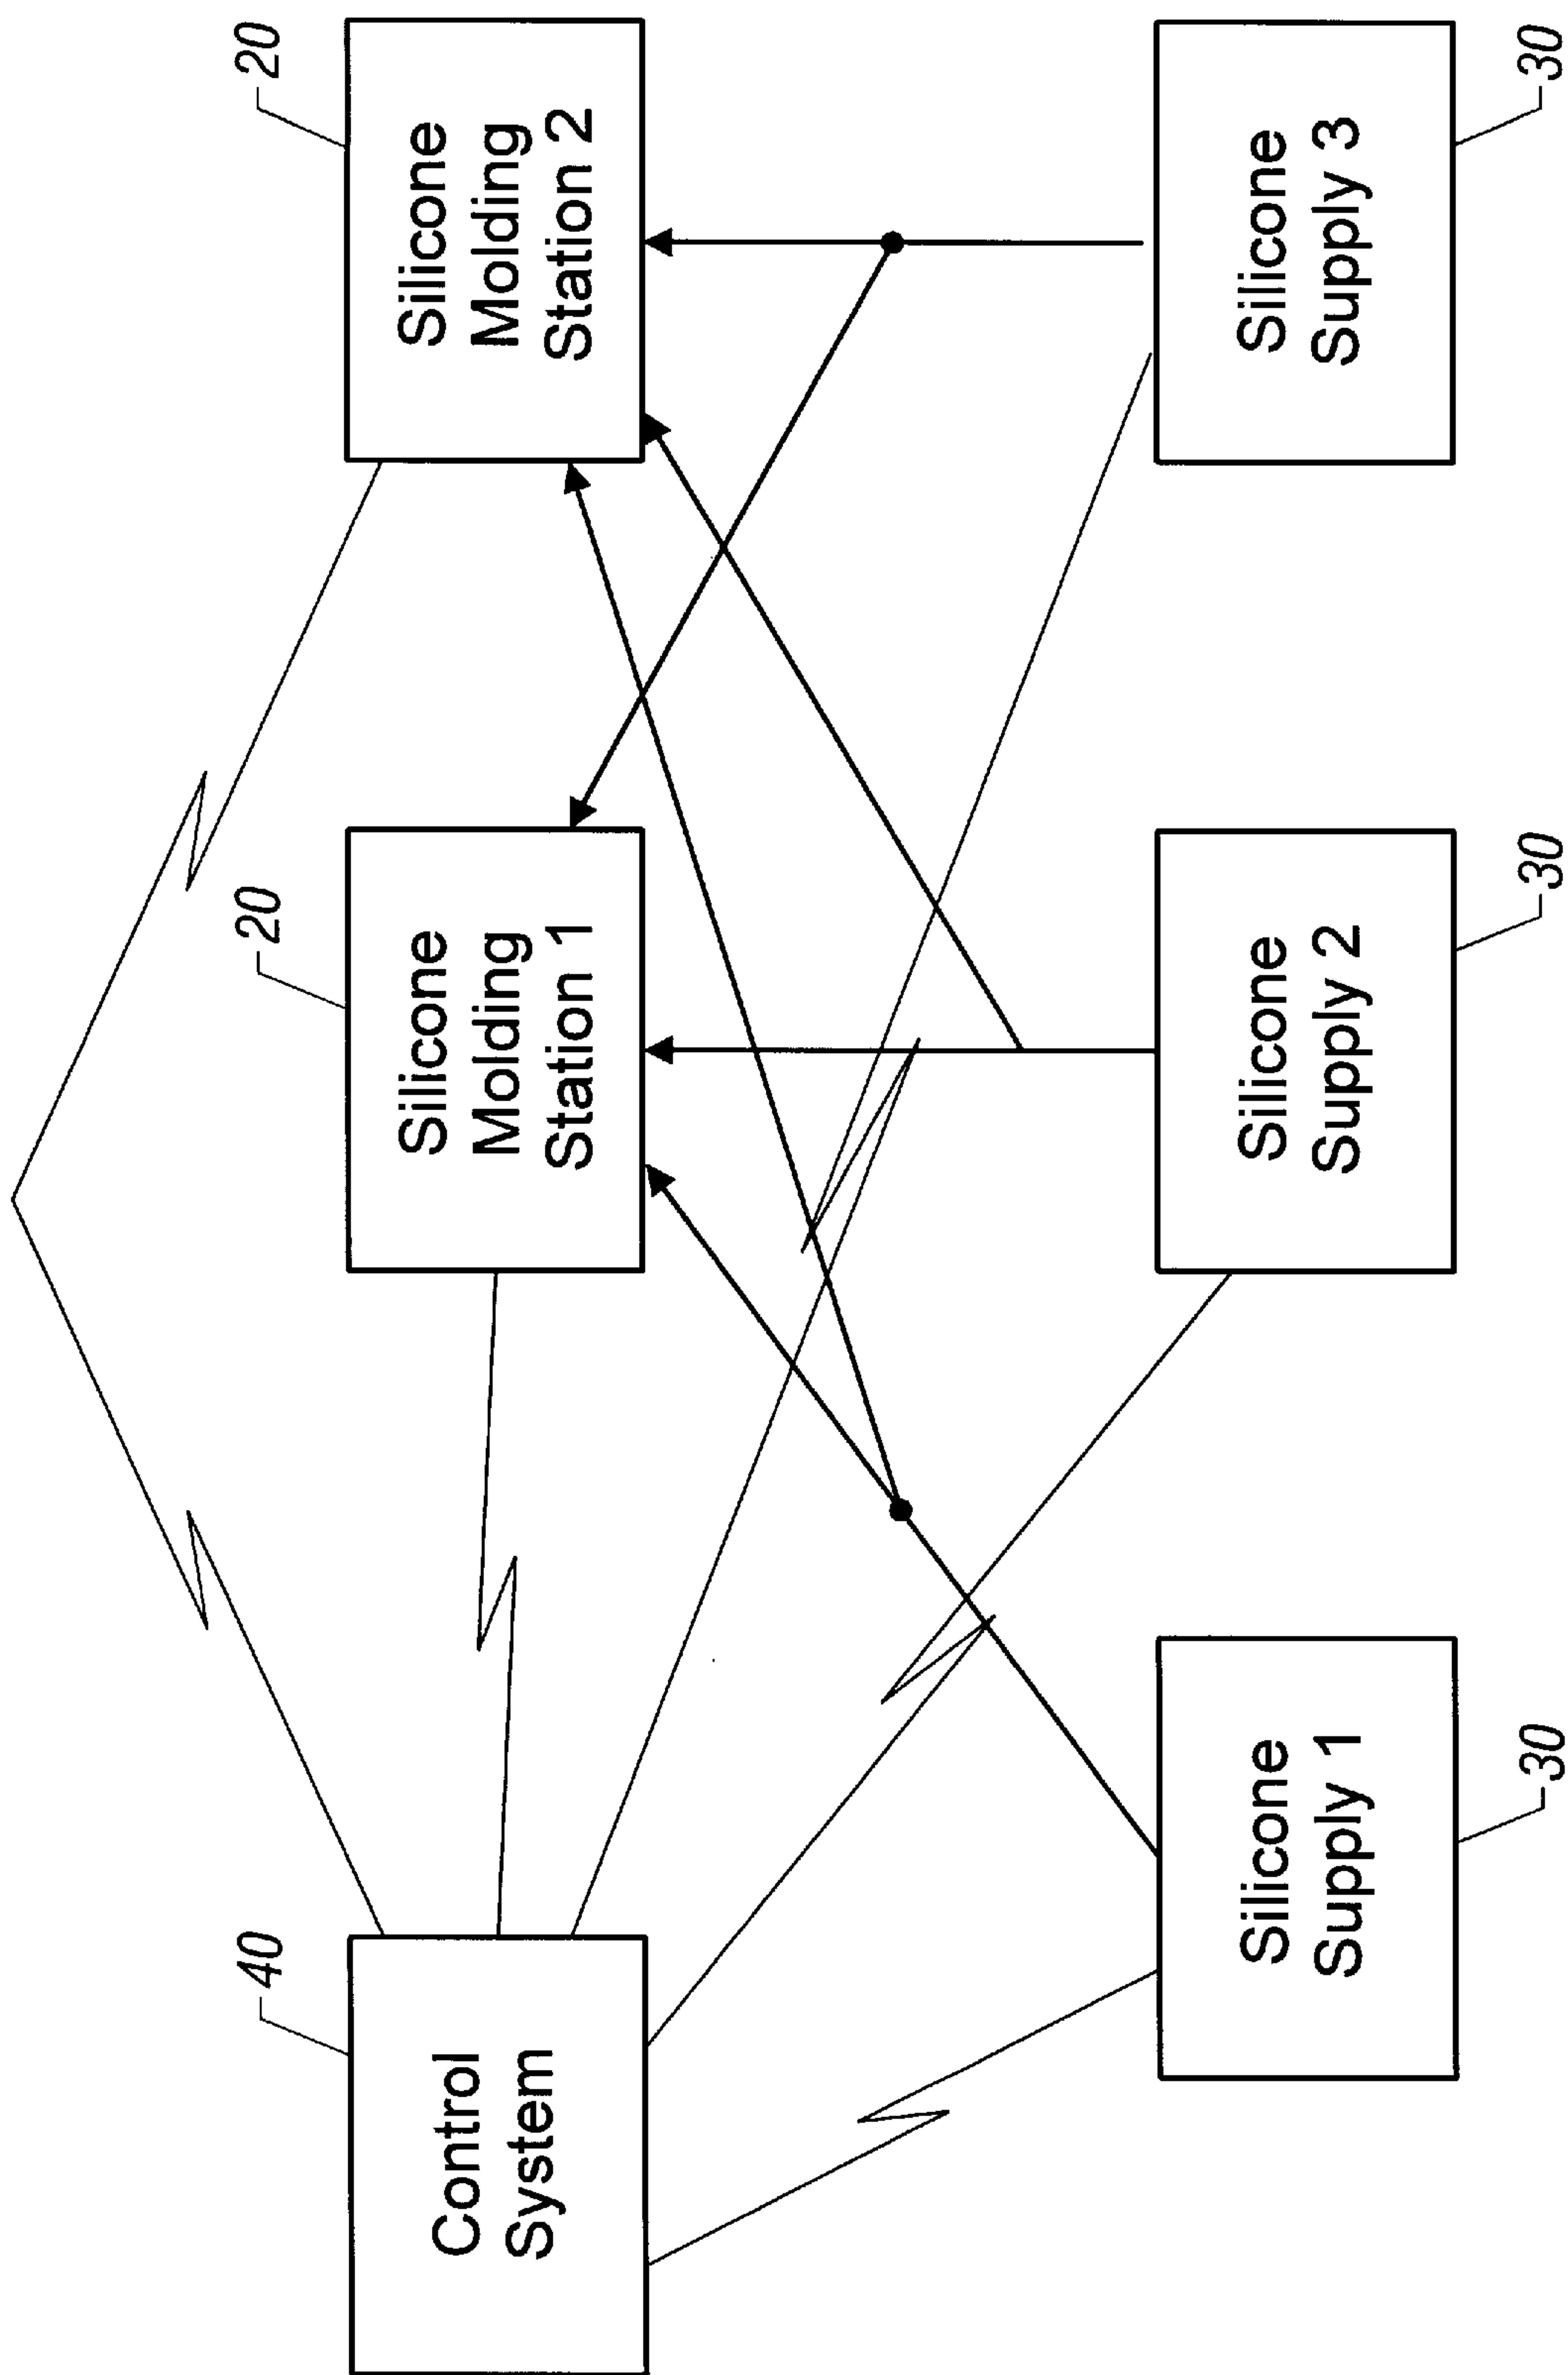 40
Control
System
20
Silicone
Molding
Station 1
20
Silicone
Molding
Station 2
Silicone
Supply 1
30
Silicone
Supply 2
30
Silicone
Supply 3
30